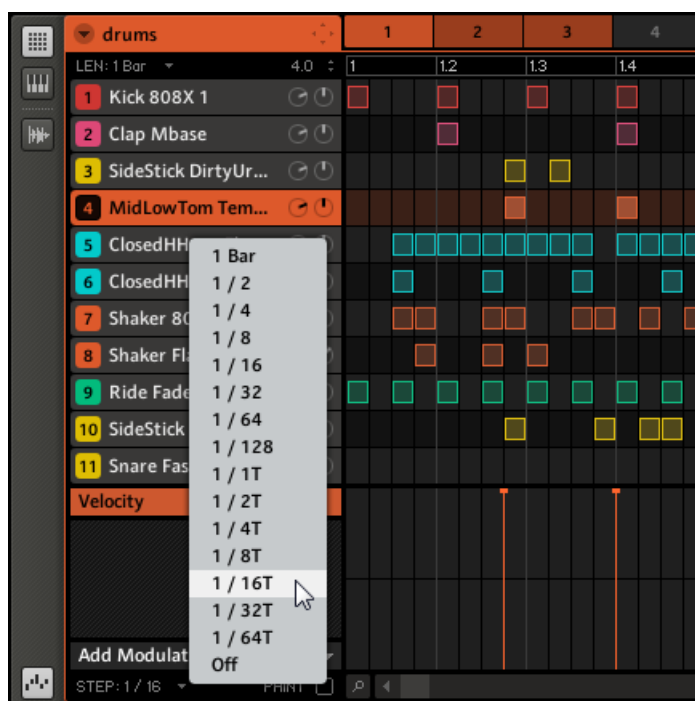 drums
1 2 3 4
LEN: 1 Bar 4.0 1 1.2 1.3 1.4
1 Kick 808X 1
2 Clap Mbase
3 SideStick DirtyUr...
4 MidLowTom Tem...
5 ClosedHH
6 ClosedHH
7 Shaker 80
8 Shaker Fl
9 Ride Fade
10 SideStick
11 Snare Fas
Velocity
Add Modulat
STEP: 1 / 16
1 Bar
1 / 2
1 / 4
1 / 8
1 / 16
1 / 32
1 / 64
1 / 128
1 / 1T
1 / 2T
1 / 4T
1 / 8T
1 / 16T
1 / 32T
1 / 64T
Off